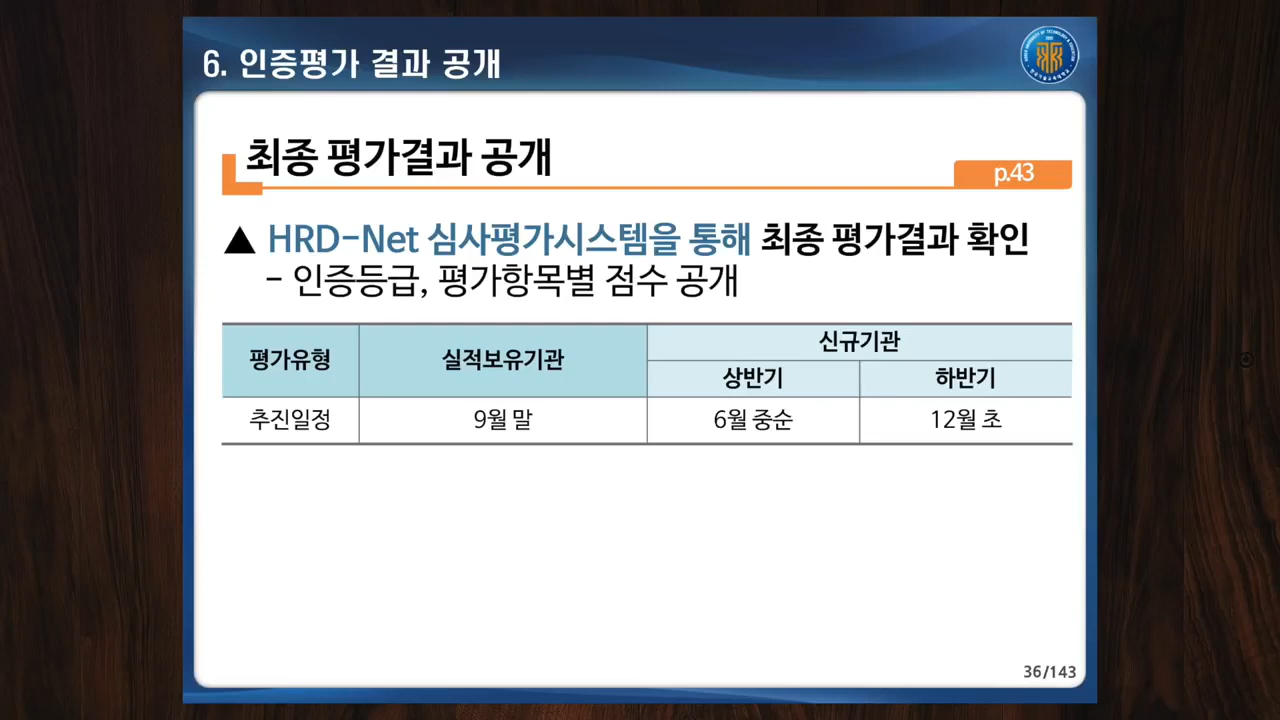 6. 인증평가 결과 공개
최종 평가결과 공개
p.43
▲ HRD-Net 심사평가시스템을 통해 최종 평가결과 확인
- 인증등급, 평가항목별 점수 공개
평가유형 실적보유기관 신규기관
상반기 하반기
추진일정 9월 말 6월 중순 12월 초
36/143